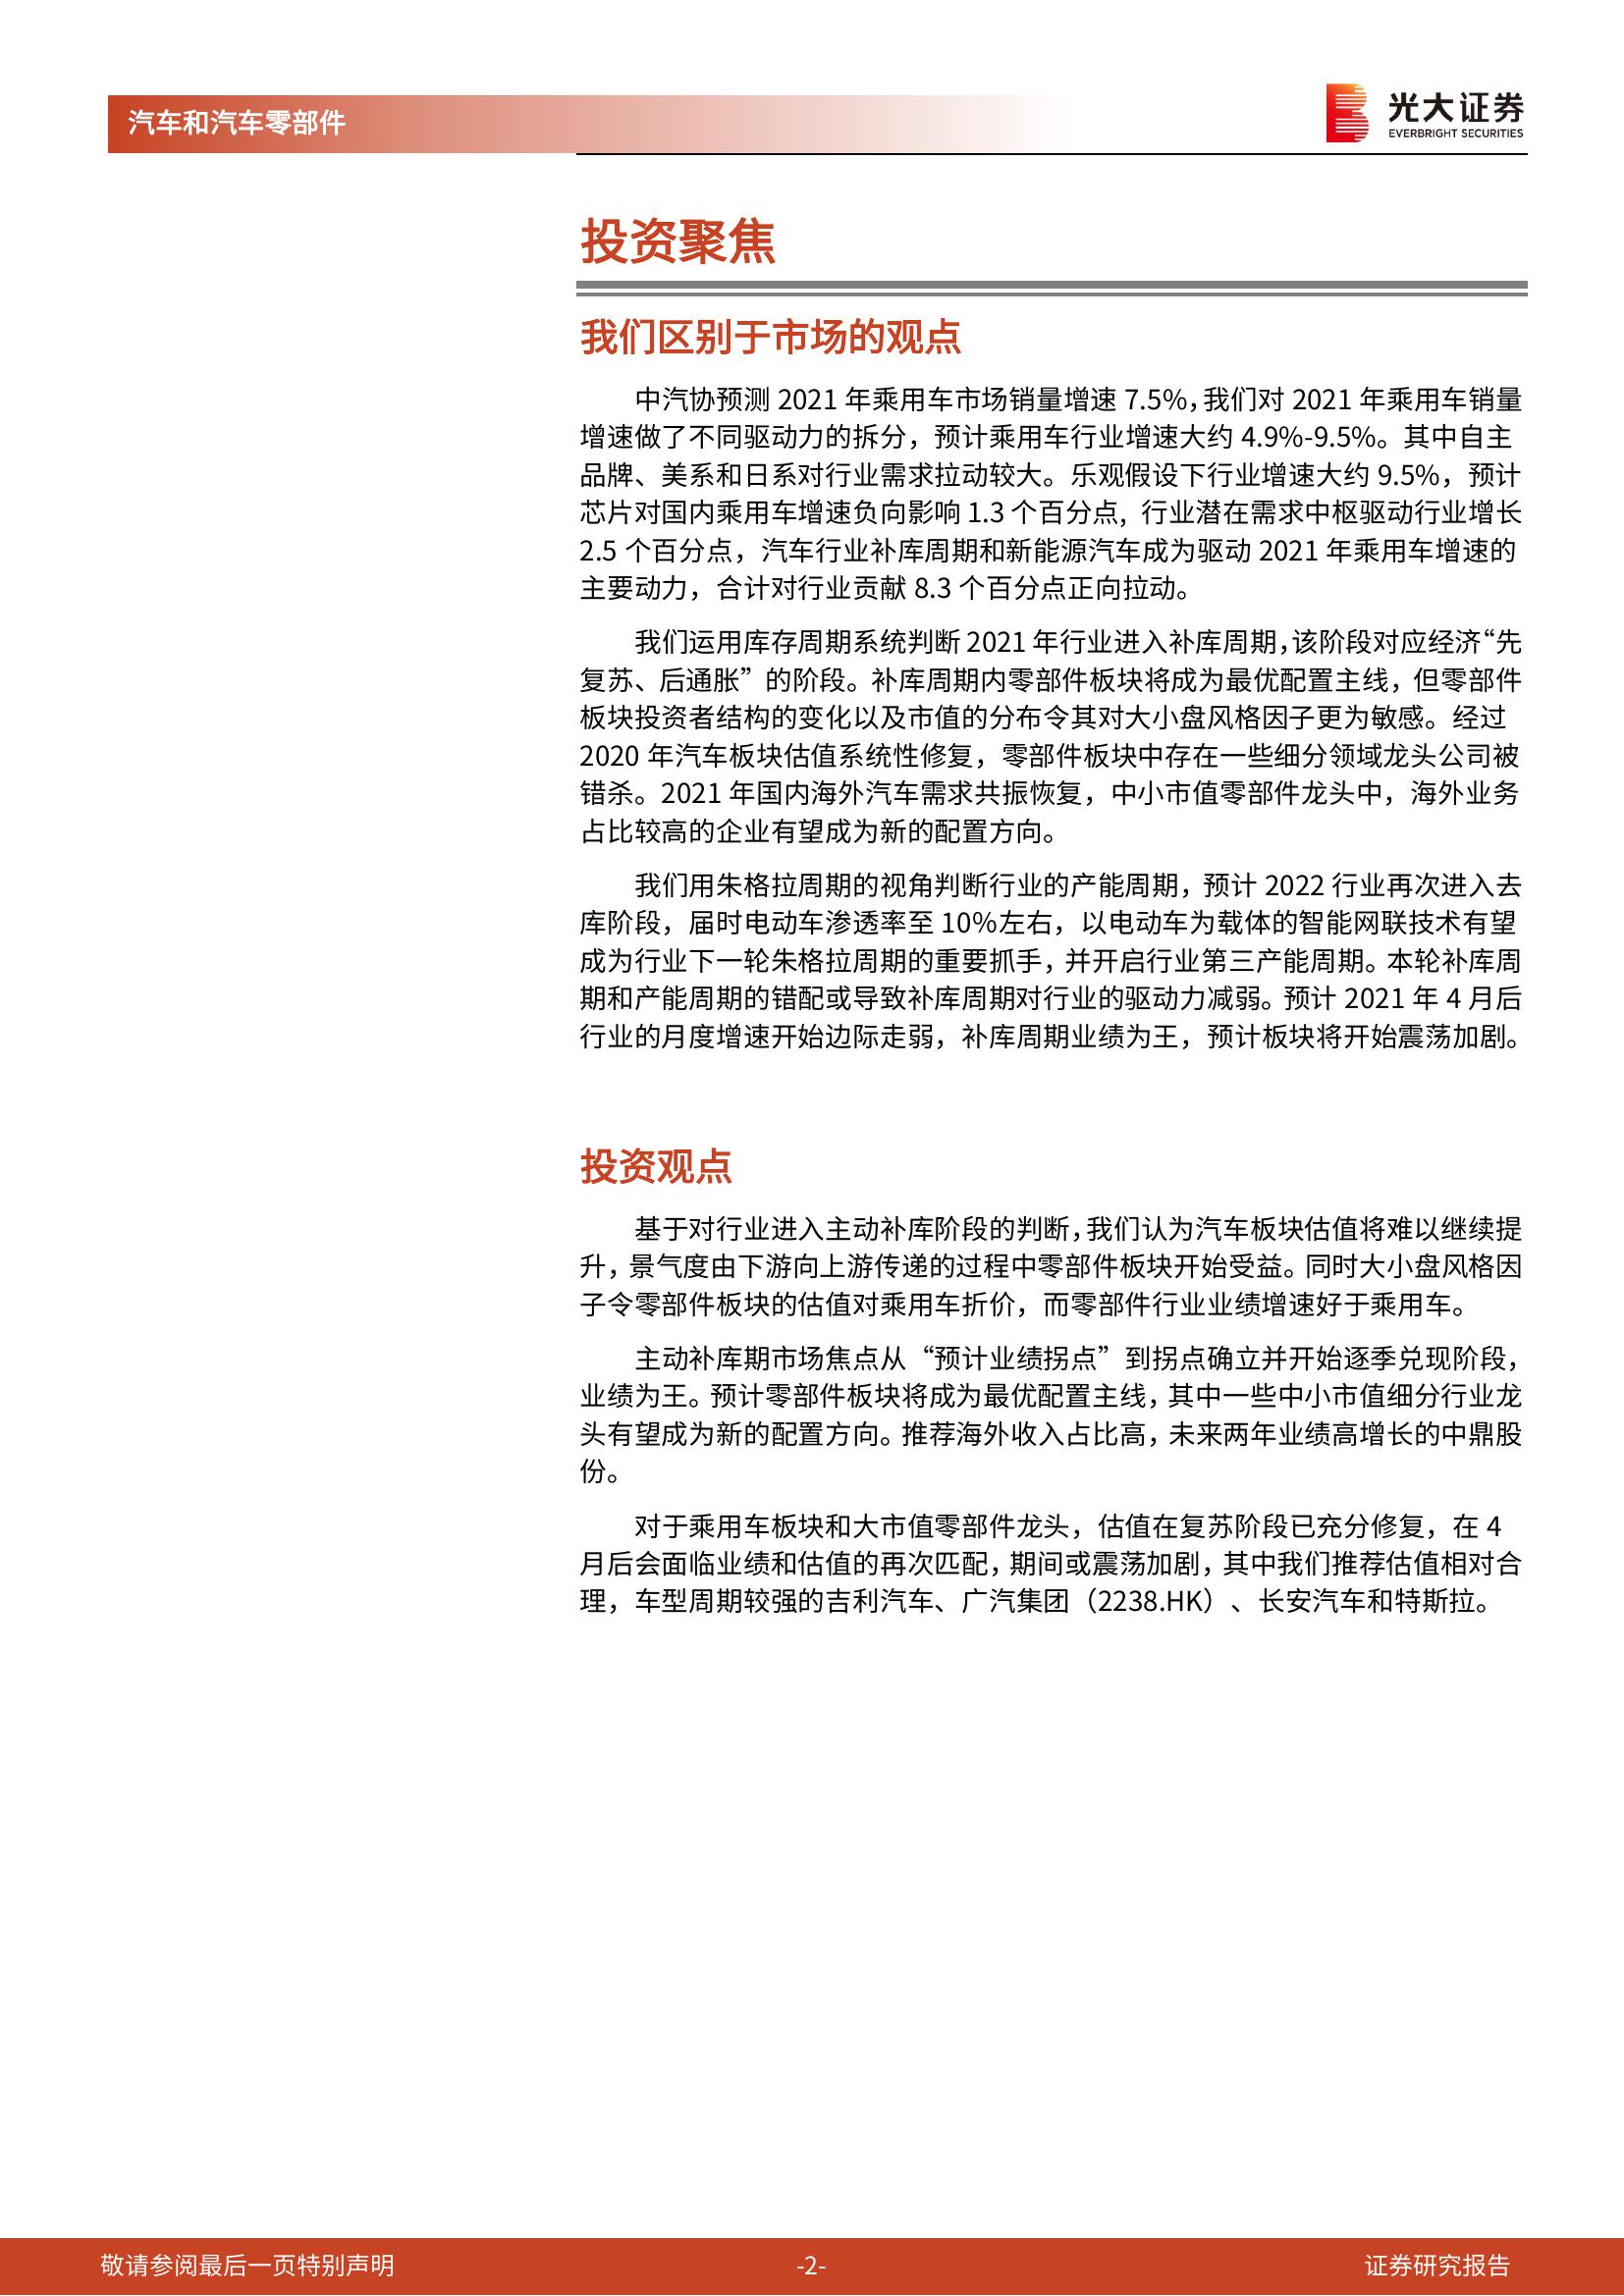 汽车和汽车零部件
光大证券
EVERBRIGHT SECURITIES
投资聚焦
我们区别于市场的观点
中汽协预测 2021 年乘用车市场销量增速 7.5%，我们对 2021 年乘用车销量
增速做了不同驱动力的拆分，预计乘用车行业增速大约 4.9%-9.5%。其中自主
品牌、美系和日系对行业需求拉动较大。乐观假设下行业增速大约 9.5%，预计
芯片对国内乘用车增速负向影响 1.3 个百分点, 行业潜在需求中枢驱动行业增长
2.5 个百分点，汽车行业补库周期和新能源汽车成为驱动 2021 年乘用车增速的
主要动力，合计对行业贡献 8.3 个百分点正向拉动。
我们运用库存周期系统判断 2021 年行业进入补库周期，该阶段对应经济“先
复苏、后通胀”的阶段。补库周期内零部件板块将成为最优配置主线，但零部件
板块投资者结构的变化以及市值的分布令其对大小盘风格因子更为敏感。经过
2020 年汽车板块估值系统性修复，零部件板块中存在一些细分领域龙头公司被
错杀。2021 年国内海外汽车需求共振恢复，中小市值零部件龙头中，海外业务
占比较高的企业有望成为新的配置方向。
我们用朱格拉周期的视角判断行业的产能周期，预计 2022 行业再次进入去
库阶段，届时电动车渗透率至 10%左右，以电动车为载体的智能网联技术有望
成为行业下一轮朱格拉周期的重要抓手，并开启行业第三产能周期。本轮补库周
期和产能周期的错配或导致补库周期对行业的驱动力减弱。预计 2021 年 4 月后
行业的月度增速开始边际走弱，补库周期业绩为王，预计板块将开始震荡加剧。
投资观点
基于对行业进入主动补库阶段的判断，我们认为汽车板块估值将难以继续提
升，景气度由下游向上游传递的过程中零部件板块开始受益。同时大小盘风格因
子令零部件板块的估值对乘用车折价，而零部件行业业绩增速好于乘用车。
主动补库期市场焦点从“预计业绩拐点”到拐点确立并开始逐季兑现阶段，
业绩为王。预计零部件板块将成为最优配置主线，其中一些中小市值细分行业龙
头有望成为新的配置方向。推荐海外收入占比高，未来两年业绩高增长的中鼎股
份。
对于乘用车板块和大市值零部件龙头，估值在复苏阶段已充分修复，在 4
月后会面临业绩和估值的再次匹配，期间或震荡加剧，其中我们推荐估值相对合
理，车型周期较强的吉利汽车、广汽集团（2238.HK）、长安汽车和特斯拉。
敬请参阅最后一页特别声明
-2-
证券研究报告